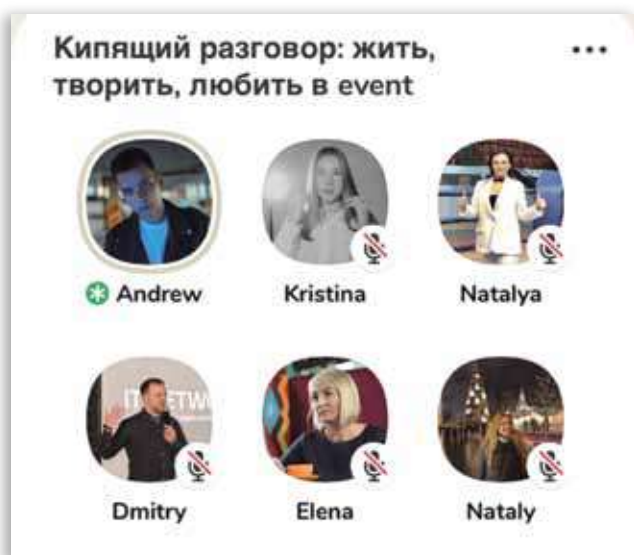 Кипящий разговор: жить,
творить, любить в event
Andrew
Kristina
Natalya
Dmitry
Elena
Nataly